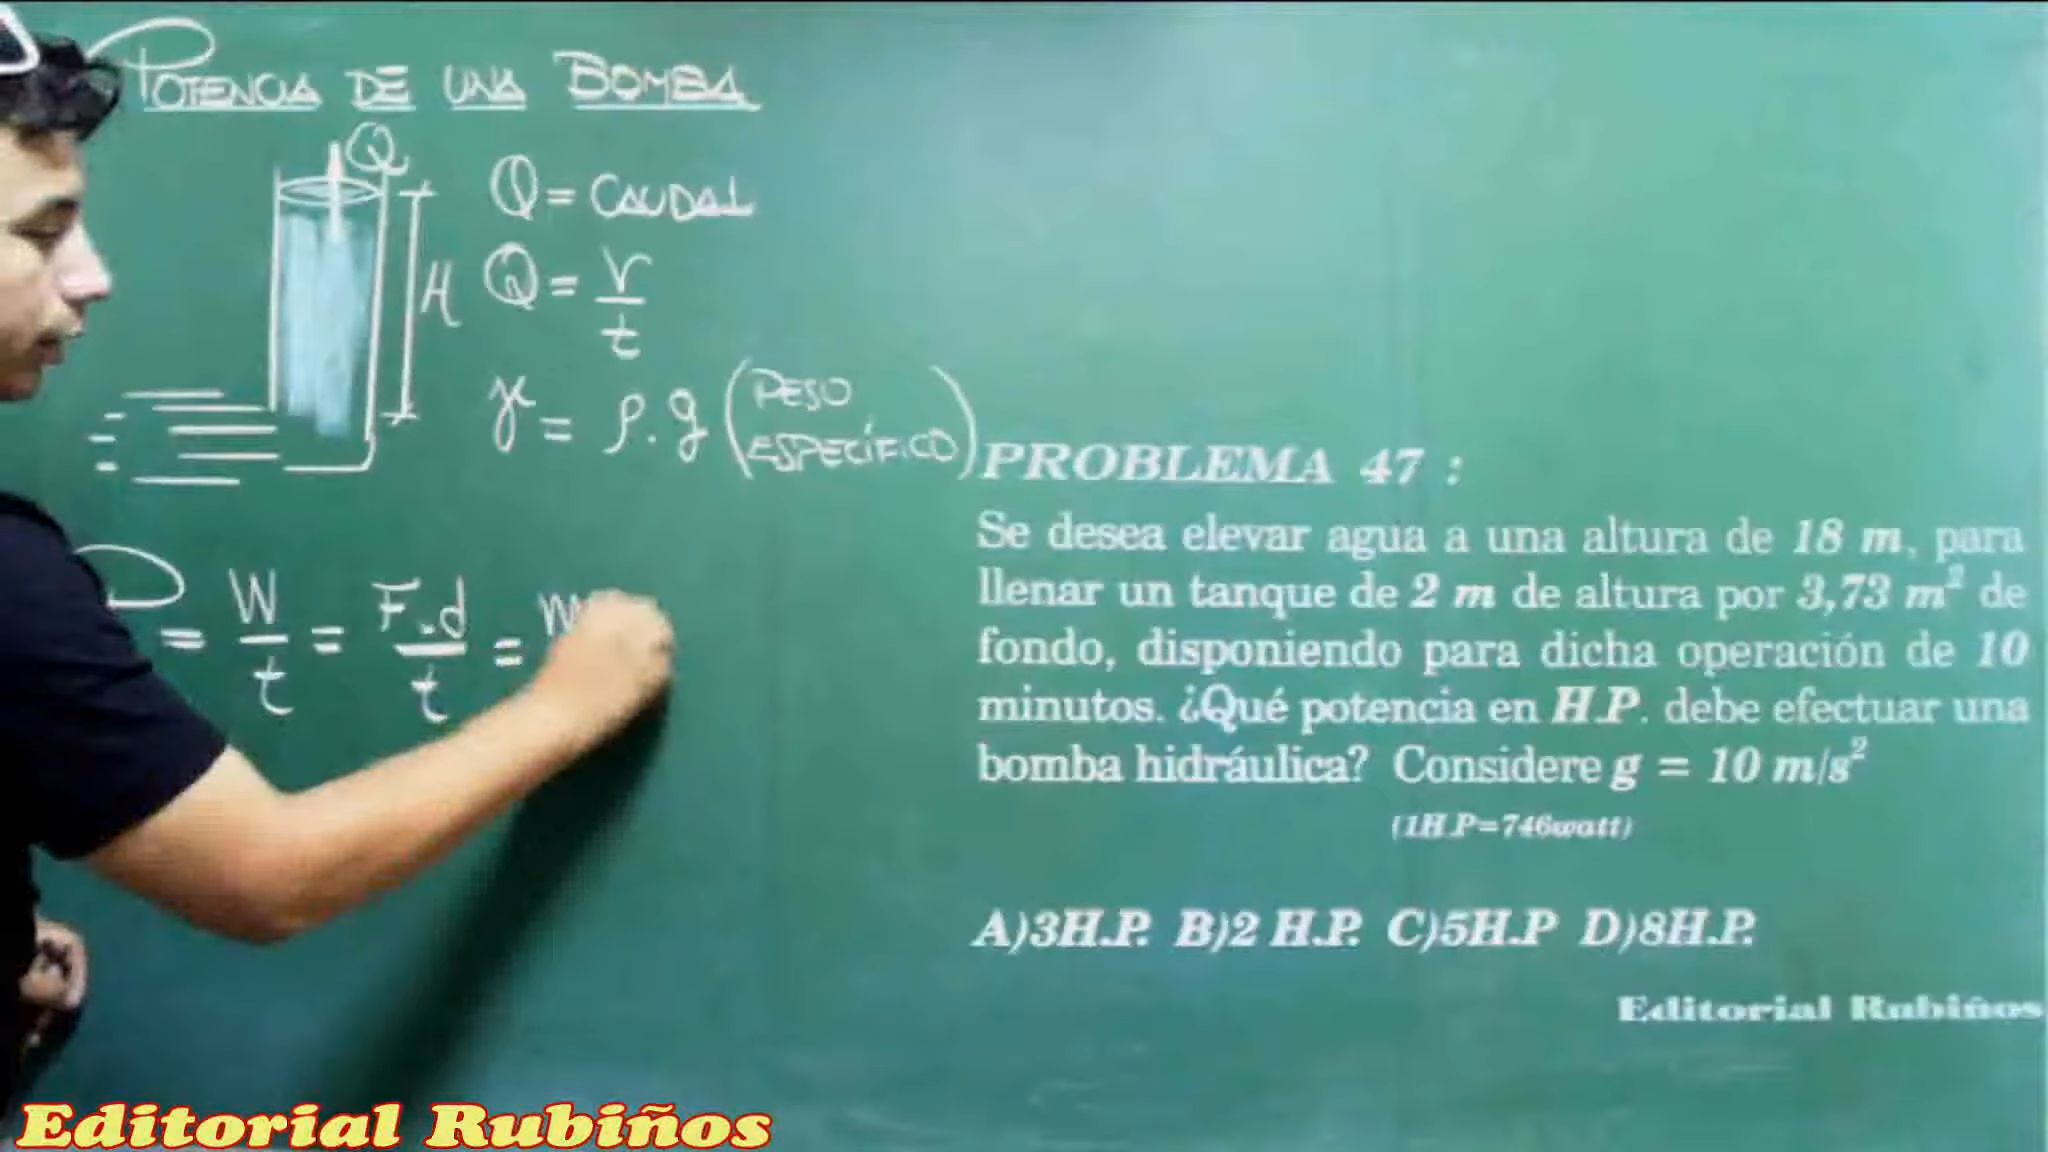 POTENCIA DE UNA BOMBA
Q
H
Q = CAUDAL
Q = V/t
γ = ρ.g (PESO ESPECÍFICO)
P = W/t = F.d/t = m
PROBLEMA 47 :
Se desea elevar agua a una altura de 18 m, para
llenar un tanque de 2 m de altura por 3,73 m² de
fondo, disponiendo para dicha operación de 10
minutos. ¿Qué potencia en H.P. debe efectuar una
bomba hidráulica? Considere g = 10 m/s²
(1H.P=746watt)
A)3H.P. B)2 H.P. C)5H.P D)8H.P.
Editorial Rubiños
Editorial Rubiños